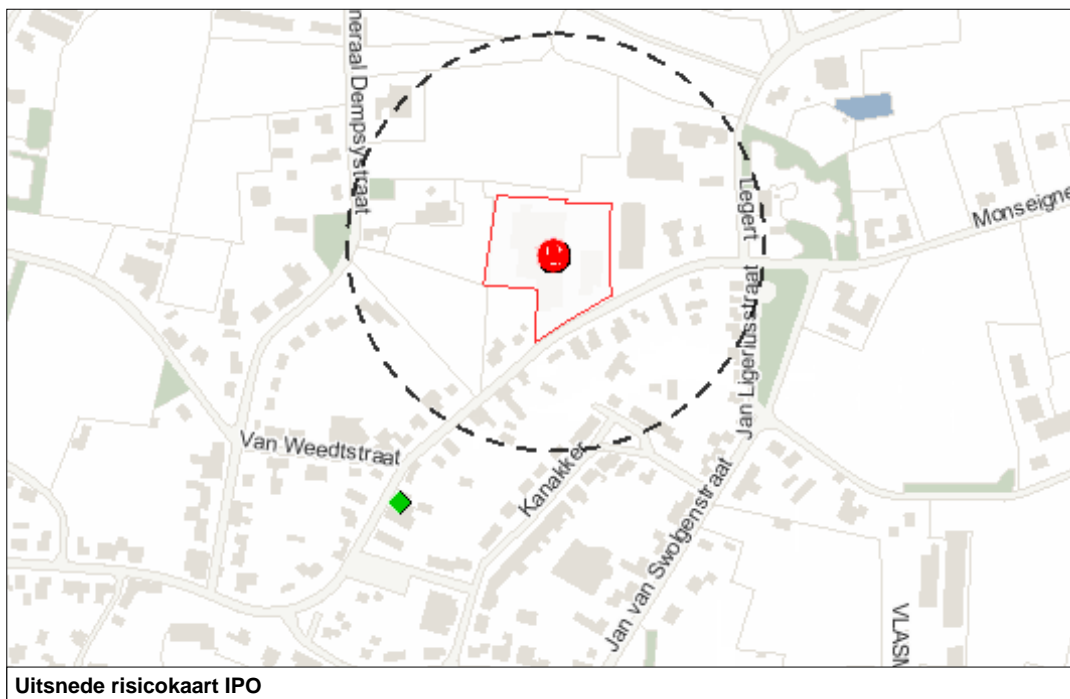 neraal Dempsystraat
Legert
Monseigne
Jan Ligeriusstraat
Van Weedtstraat
Kanakker
Jan van Swolgenstraat
VLASM
Uitsnede risicokaart IPO